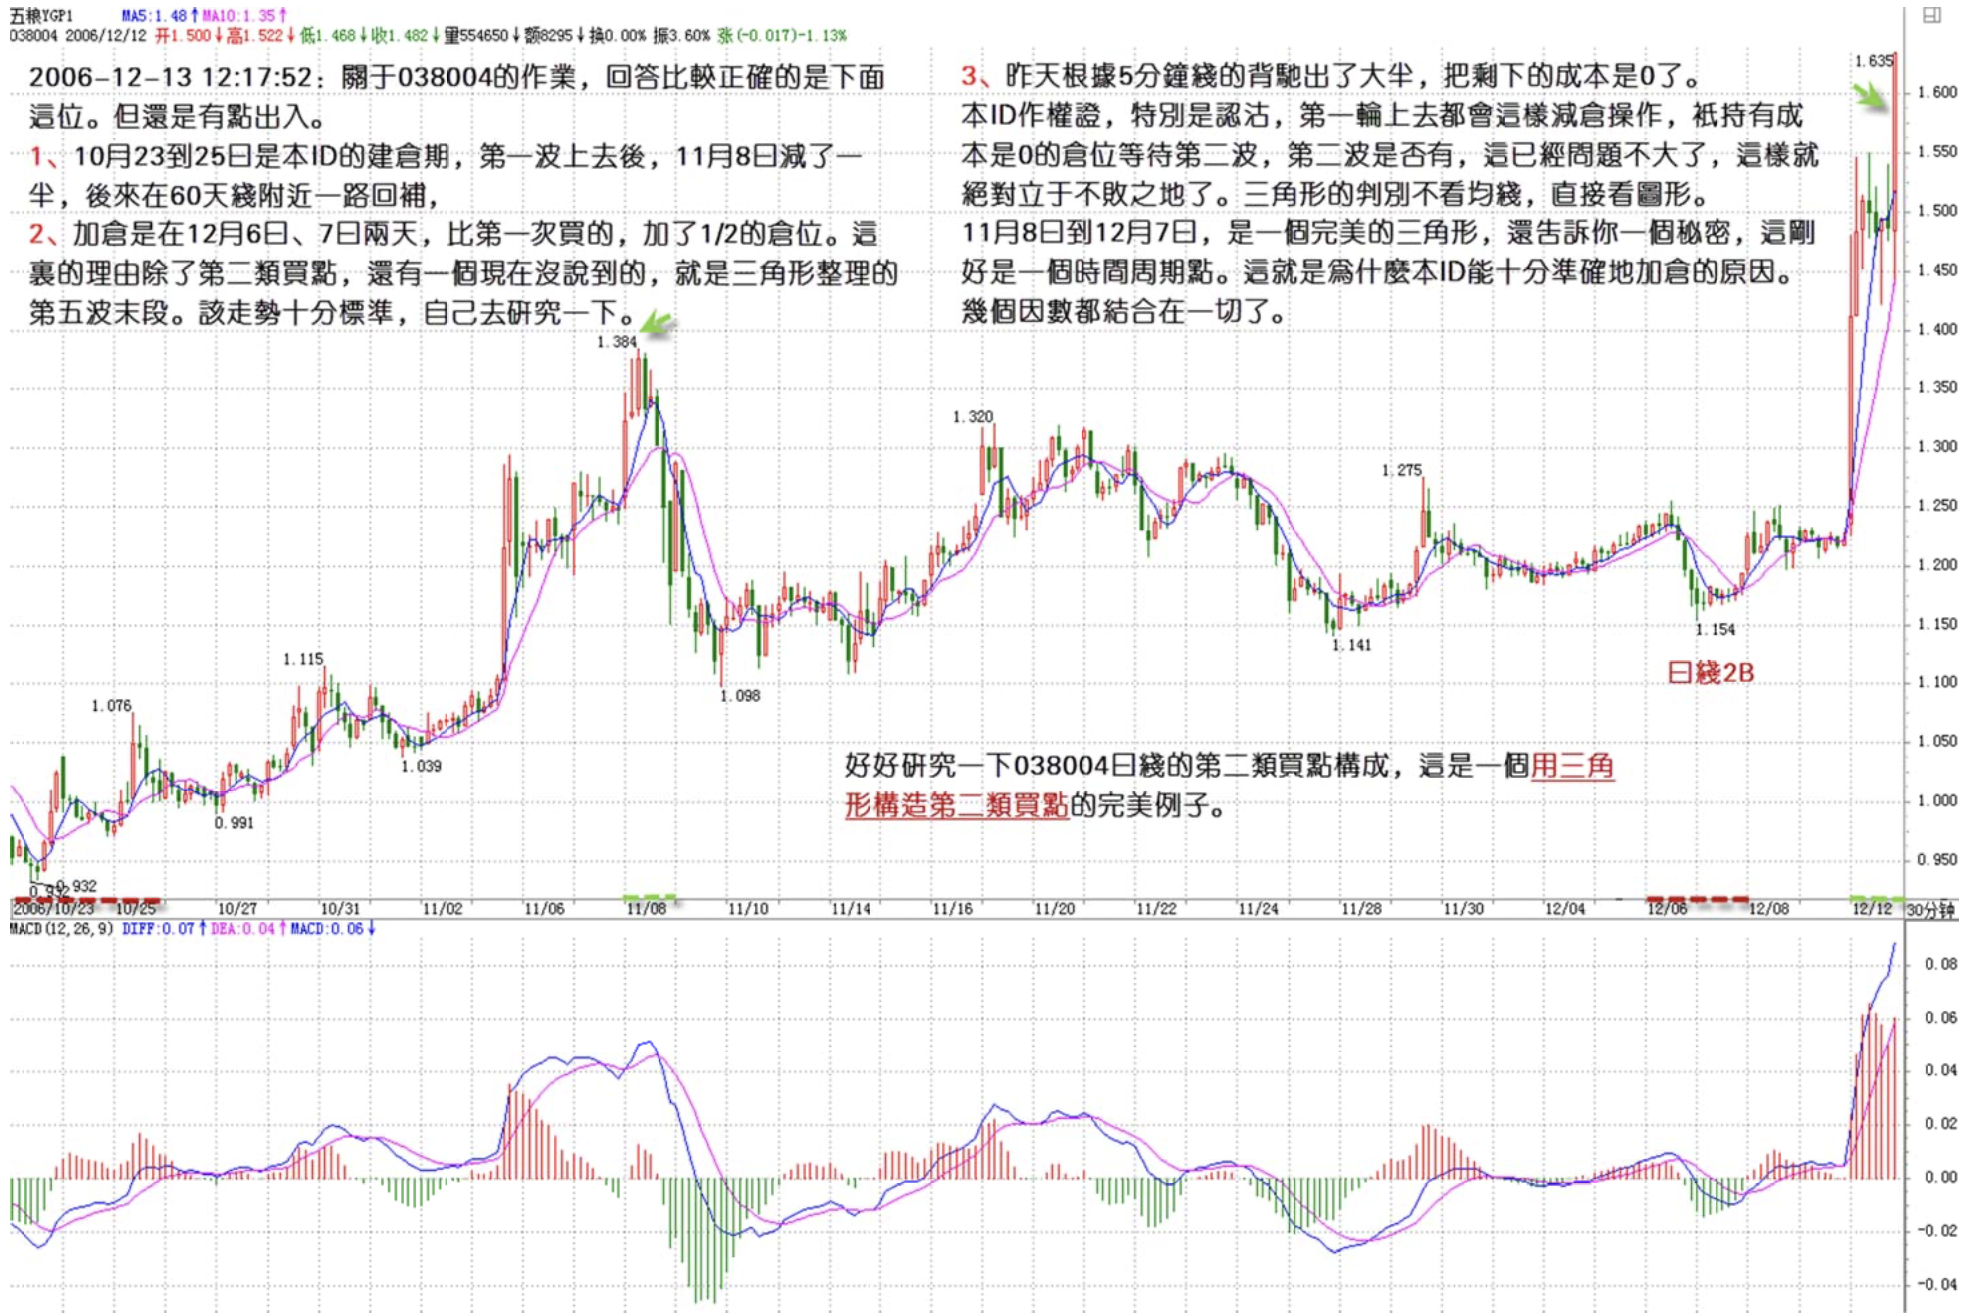 五粮YGP1 MA5:1.48↑MA10:1.35↑
038004 2006/12/12 开1.500↓高1.522↓低1.468↓收1.482↓量554650↓额8295↓换0.00% 振3.60% 涨(-0.017)-1.13%
2006-12-13 12:17:52：關于038004的作業，回答比較正確的是下面
這位。但還是有點出入。
1、10月23到25日是本ID的建倉期，第一波上去後，11月8日減了一
半，後來在60天綫附近一路回補，
2、加倉是在12月6日、7日兩天，比第一次買的，加了1/2的倉位。這
裏的理由除了第二類買點，還有一個現在沒說到的，就是三角形整理的
第五波末段。該走勢十分標準，自己去研究一下。
3、昨天根據5分鐘綫的背馳出了大半，把剩下的成本是0了。
本ID作權證，特別是認沽，第一輪上去都會這樣減倉操作，衹持有成
本是0的倉位等待第二波，第二波是否有，這已經問題不大了，這樣就
絕對立于不敗之地了。三角形的判別不看均綫，直接看圖形。
11月8日到12月7日，是一個完美的三角形，還告訴你一個秘密，這剛
好是一個時間周期點。這就是爲什麼本ID能十分準確地加倉的原因。
幾個因數都結合在一切了。
1.635
1.600
1.550
1.500
1.450
1.400
1.350
1.300
1.250
1.200
1.150
1.100
1.050
1.000
0.950
1.384
1.320
1.275
1.154
1.141
1.098
1.115
1.076
1.039
0.991
0.932
0.932
日綫2B
好好研究一下038004日綫的第二類買點構成，這是一個用三角
形構造第二類買點的完美例子。
2006/10/23 10/25 10/27 10/31 11/02 11/06 11/08 11/10 11/14 11/16 11/20 11/22 11/24 11/28 11/30 12/04 12/06 12/08 12/12 30分钟
MACD(12,26,9) DIFF:0.07↑DEA:0.04↑MACD:0.06↓
0.08
0.06
0.04
0.02
0.00
-0.02
-0.04